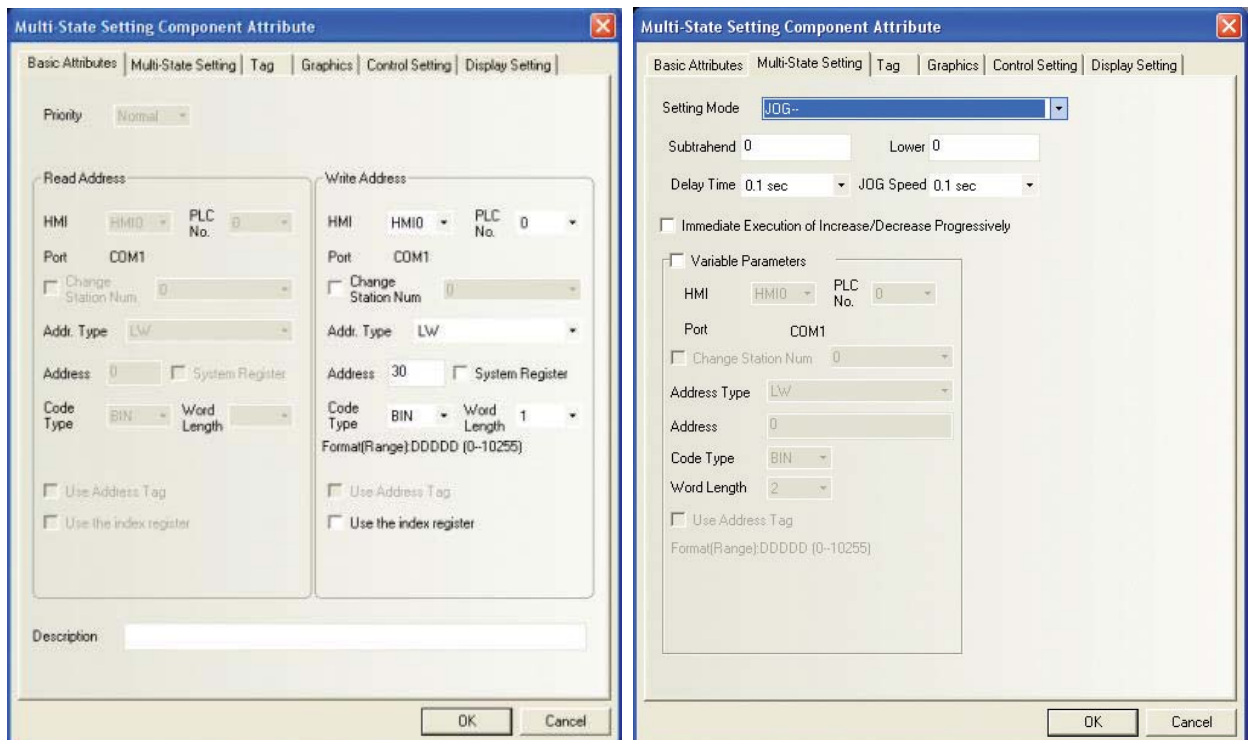 Multi-State Setting Component Attribute
Basic Attributes Multi-State Setting Tag Graphics Control Setting Display Setting
Priority Normal
Read Address
HMI HMI0 PLC No. 0
Port COM1
Change Station Num 0
Addr. Type LW
Address 0 System Register
Code Type BIN Word Length
Use Address Tag
Use the index register
Write Address
HMI HMI0 PLC No. 0
Port COM1
Change Station Num 0
Addr. Type LW
Address 30 System Register
Code Type BIN Word Length 1
Format(Range):DDDDD (0--10255)
Use Address Tag
Use the index register
Description
OK Cancel
Multi-State Setting Component Attribute
Basic Attributes Multi-State Setting Tag Graphics Control Setting Display Setting
Setting Mode JOG--
Subtrahend 0 Lower 0
Delay Time 0.1 sec JOG Speed 0.1 sec
Immediate Execution of Increase/Decrease Progressively
Variable Parameters
HMI HMI0 PLC No. 0
Port COM1
Change Station Num 0
Address Type LW
Address 0
Code Type BIN
Word Length 2
Use Address Tag
Format(Range):DDDDD (0--10255)
OK Cancel